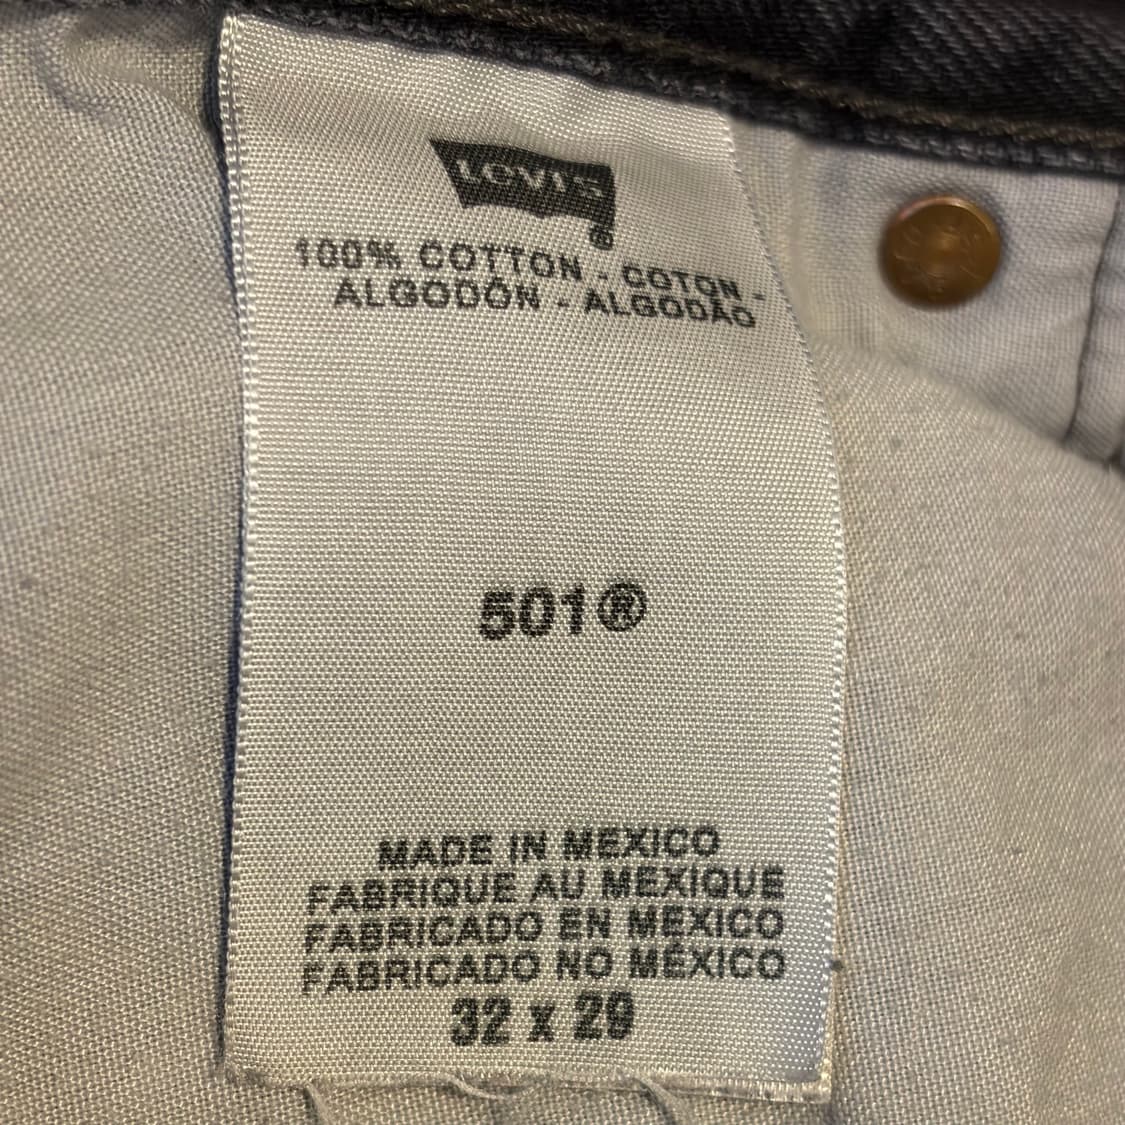 Levi's
®
100% COTTON - COTON -
ALGODÓN - ALGODÃO
501®
MADE IN MEXICO
FABRIQUE AU MEXIQUE
FABRICADO EN MÉXICO
FABRICADO NO MÉXICO
32 x 29